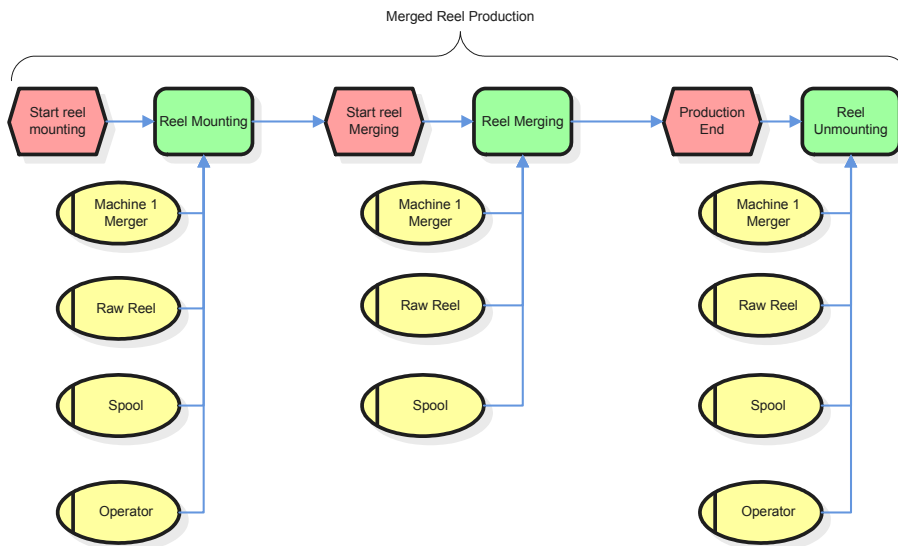 Merged Reel Production
Start reel
mounting
Reel Mounting
Start reel
Merging
Reel Merging
Production
End
Reel
Unmounting
Machine 1
Merger
Machine 1
Merger
Machine 1
Merger
Raw Reel
Raw Reel
Raw Reel
Spool
Spool
Spool
Operator
Operator